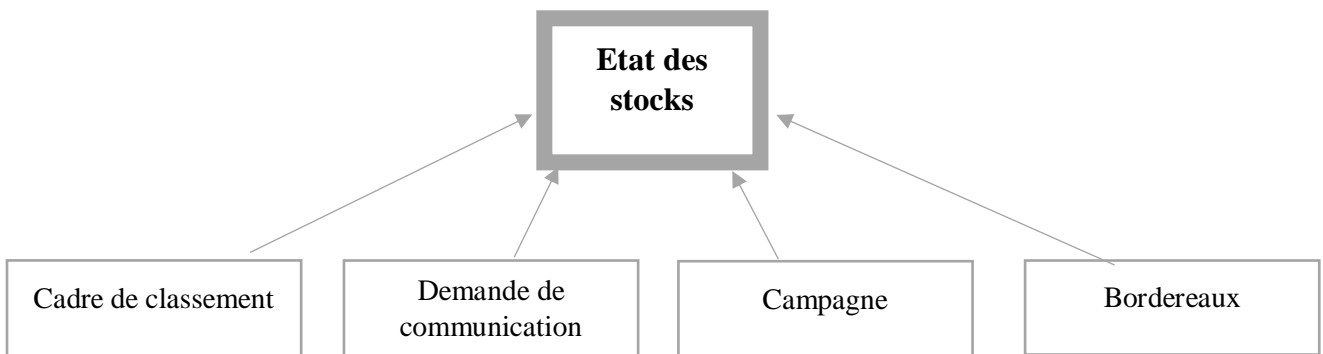 Etat des
stocks
Cadre de classement
Demande de
communication
Campagne
Bordereaux